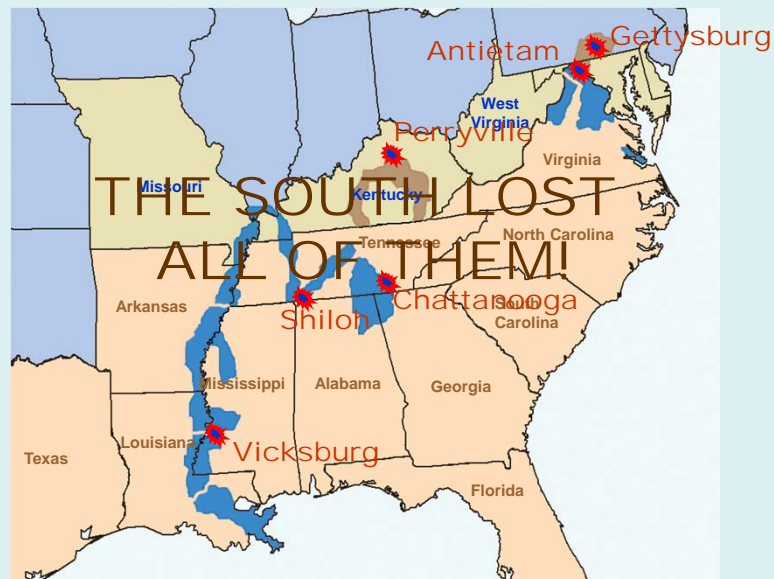 Gettysburg
Antietam
West
Virginia
Perryville
Virginia
Missouri
Kentucky
THE SOUTH LOST
ALL OF THEM!
North Carolina
Tennessee
Chattanooga
South
Carolina
Arkansas
Shiloh
Mississippi
Alabama
Georgia
Vicksburg
Louisiana
Texas
Florida